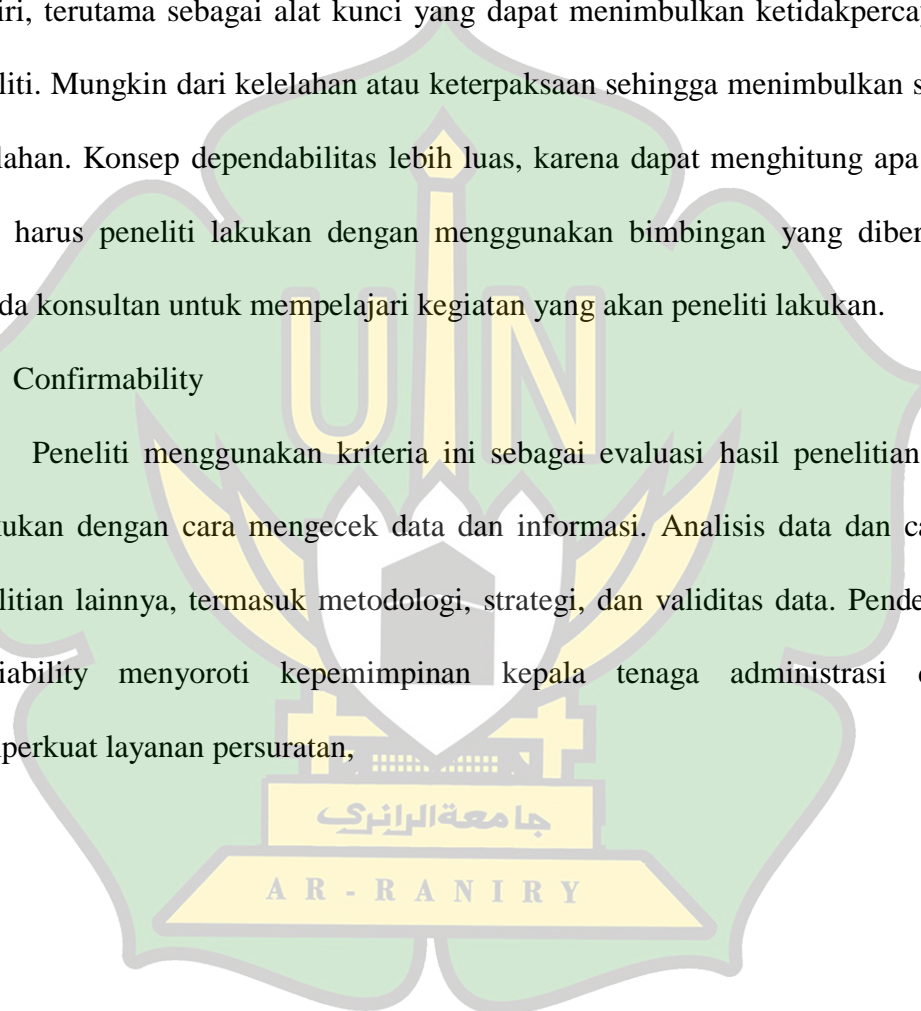 iri, terutama sebagai alat kunci yang dapat menimbulkan ketidakpercay
liti. Mungkin dari kelelahan atau keterpaksaan sehingga menimbulkan s
lahan. Konsep dependabilitas lebih luas, karena dapat menghitung apa
harus peneliti lakukan dengan menggunakan bimbingan yang diber
da konsultan untuk mempelajari kegiatan yang akan peneliti lakukan.
UIN
Confirmability
Peneliti menggunakan kriteria ini sebagai evaluasi hasil penelitian
ukan dengan cara mengecek data dan informasi. Analisis data dan ca
litian lainnya, termasuk metodologi, strategi, dan validitas data. Pende
iability menyoroti kepemimpinan kepala tenaga administrasi
perkuat layanan persuratan,
جامعة الرانري
AR-RANIRY